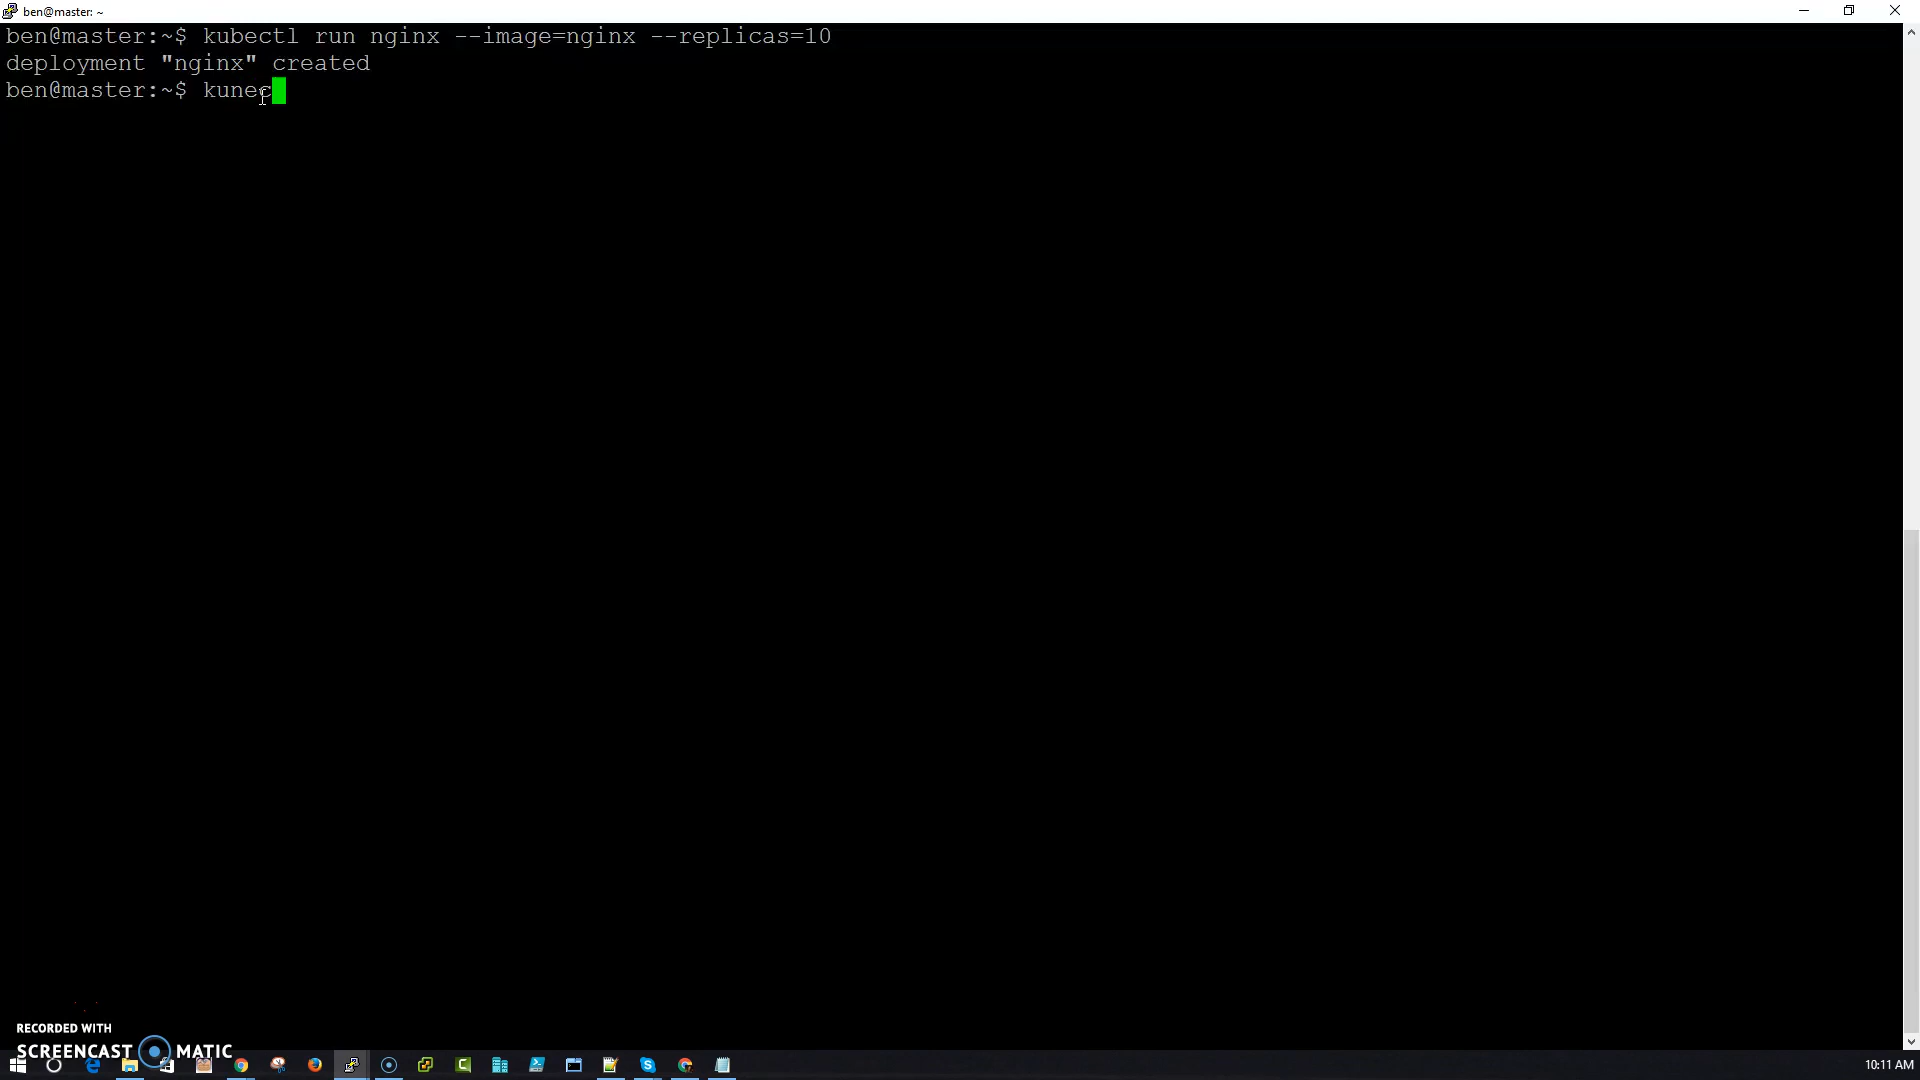 ben@master: ~
ben@master:~$ kubectl run nginx --image=nginx --replicas=10
deployment "nginx" created
ben@master:~$ kunec
RECORDED WITH
SCREENCAST MATIC
10:11 AM